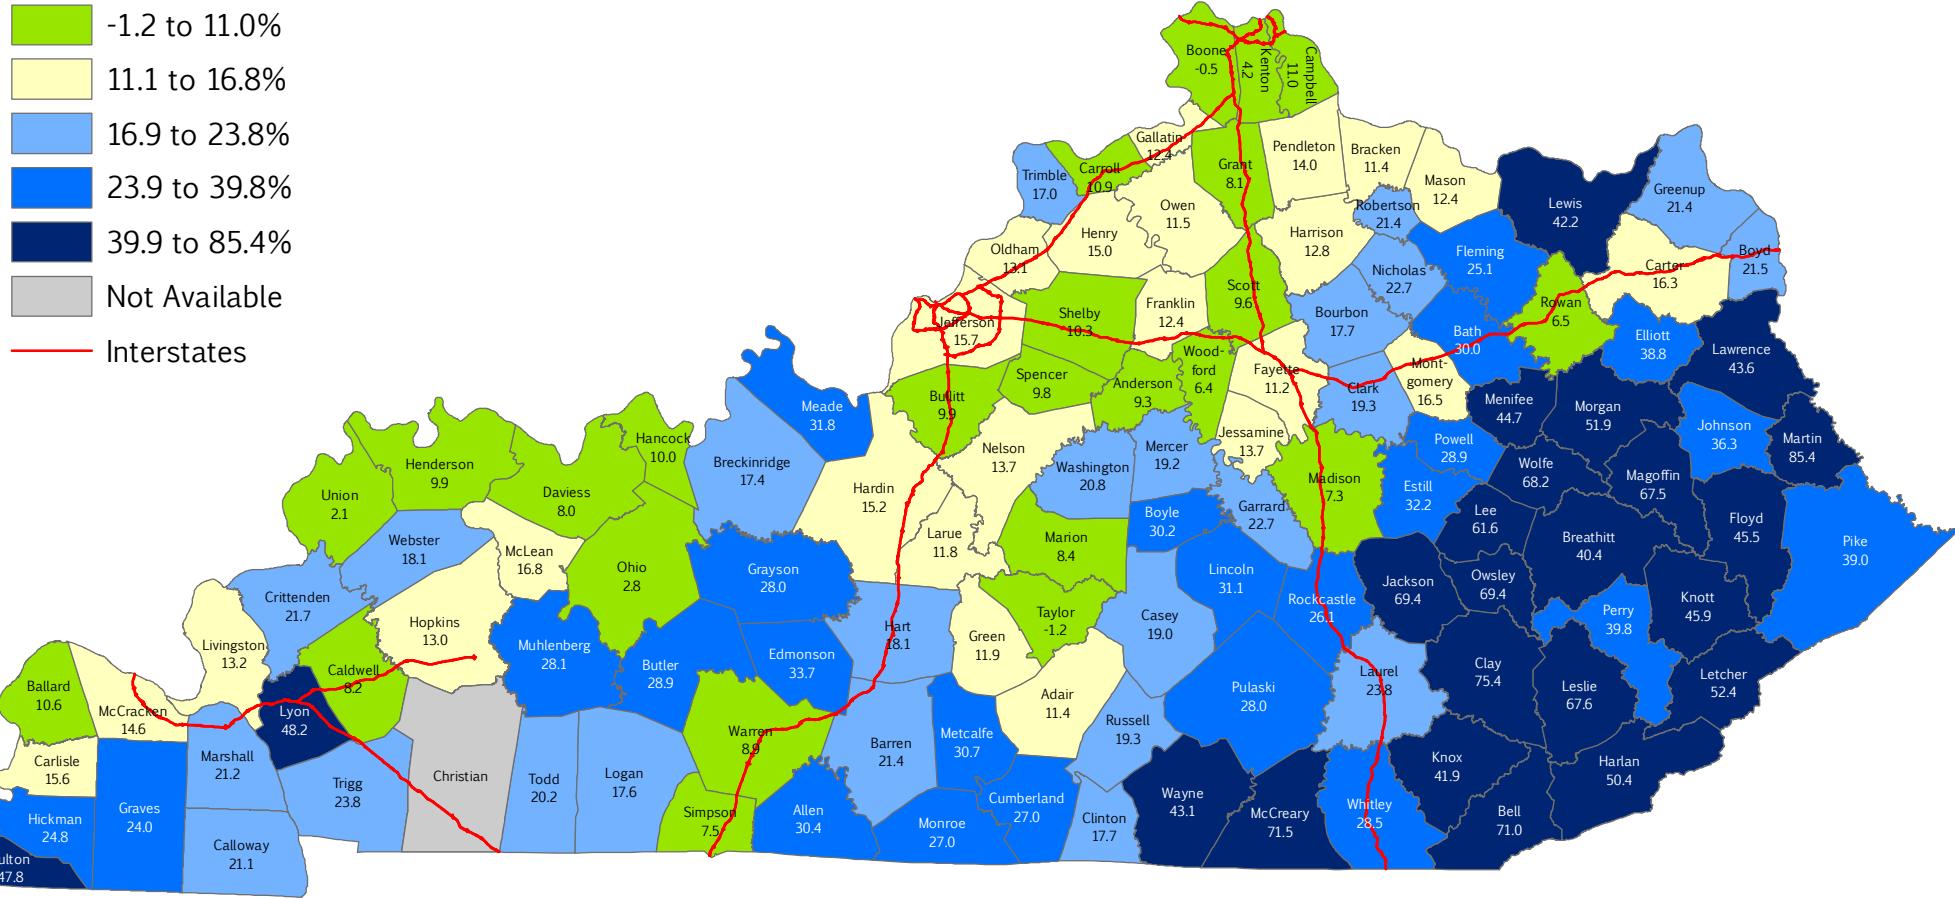 -1.2 to 11.0%
11.1 to 16.8%
16.9 to 23.8%
23.9 to 39.8%
39.9 to 85.4%
Not Available
Interstates
Boone
-0.5
Kenton
4.2
Campbell
11.0
Gallatin
12.4
Carroll
10.9
Trimble
17.0
Grant
8.1
Pendleton
14.0
Bracken
11.4
Mason
12.4
Robertson
21.4
Lewis
42.2
Greenup
21.4
Boyd
21.5
Carter
16.3
Fleming
25.1
Nicholas
22.7
Harrison
12.8
Owen
11.5
Henry
15.0
Oldham
13.1
Jefferson
15.7
Shelby
10.3
Franklin
12.4
Scott
9.6
Bourbon
17.7
Bath
30.0
Rowan
6.5
Elliott
38.8
Lawrence
43.6
Mont-
gomery
16.5
Clark
19.3
Fayette
11.2
Wood-
ford
6.4
Anderson
9.3
Spencer
9.8
Bullitt
9.9
Meade
31.8
Hancock
10.0
Breckinridge
17.4
Hardin
15.2
Nelson
13.7
Washington
20.8
Mercer
19.2
Jessamine
13.7
Madison
7.3
Garrard
22.7
Estill
32.2
Powell
28.9
Menifee
44.7
Morgan
51.9
Johnson
36.3
Martin
85.4
Wolfe
68.2
Magoffin
67.5
Floyd
45.5
Pike
39.0
Lee
61.6
Breathitt
40.4
Owsley
69.4
Jackson
69.4
Perry
39.8
Knott
45.9
Letcher
52.4
Clay
75.4
Leslie
67.6
Harlan
50.4
Knox
41.9
Bell
71.0
Laurel
23.8
Whitley
28.5
McCreary
71.5
Wayne
43.1
Pulaski
28.0
Rockcastle
26.1
Lincoln
31.1
Boyle
30.2
Marion
8.4
Larue
11.8
Taylor
-1.2
Casey
19.0
Green
11.9
Adair
11.4
Russell
19.3
Clinton
17.7
Cumberland
27.0
Metcalfe
30.7
Monroe
27.0
Barren
21.4
Allen
30.4
Hart
18.1
Edmonson
33.7
Grayson
28.0
Warren
8.9
Simpson
7.5
Butler
28.9
Ohio
2.8
Daviess
8.0
Henderson
9.9
Union
2.1
Webster
18.1
McLean
16.8
Muhlenberg
28.1
Hopkins
13.0
Crittenden
21.7
Livingston
13.2
Caldwell
8.2
Lyon
48.2
Christian
Todd
20.2
Logan
17.6
Trigg
23.8
Marshall
21.2
Calloway
21.1
Graves
24.0
McCracken
14.6
Ballard
10.6
Carlisle
15.6
Hickman
24.8
ulton
47.8